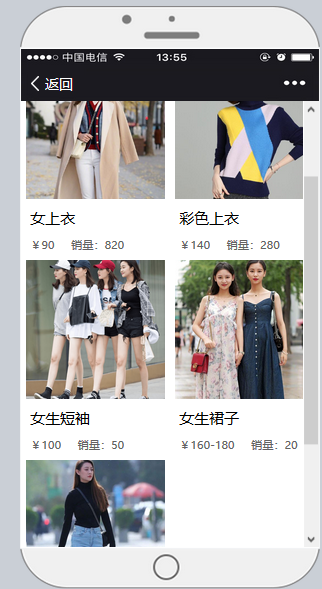 中国电信 13:55
返回
女上衣 彩色上衣
￥90 销量：820 ￥140 销量：280
女生短袖 女生裙子
￥100 销量：50 ￥160-180 销量：20